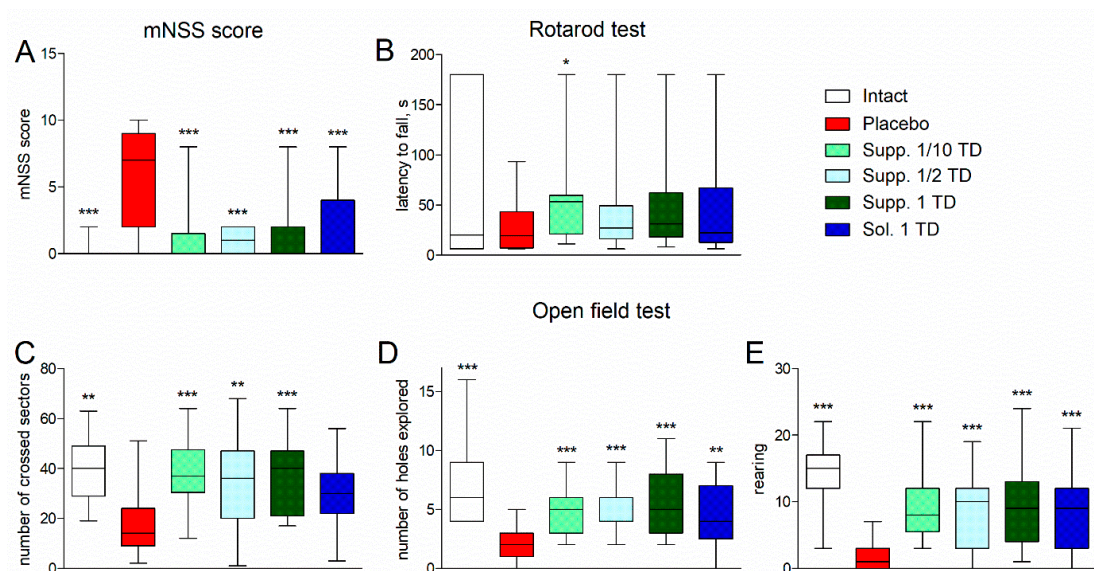 mNSS score
Rotarod test
A
B
15
10
5
0
mNSS score
***
***
***
***
***
200
150
100
50
0
latency to fall, s
*
Intact
Placebo
Supp. 1/10 TD
Supp. 1/2 TD
Supp. 1 TD
Sol. 1 TD
Open field test
C
D
E
80
60
40
20
0
number of crossed sectors
**
***
**
***
15
10
5
0
number of holes explored
***
***
***
***
**
30
20
10
0
rearing
***
***
***
***
***